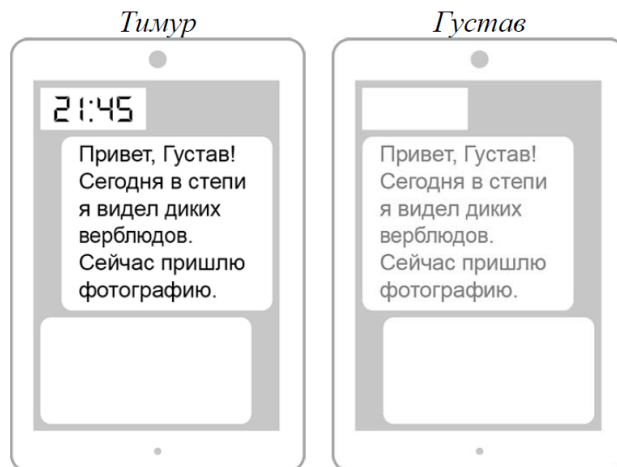 Тимур
21:45
Привет, Густав!
Сегодня в степи
я видел диких
верблюдов.
Сейчас пришлю
фотографию.
Густав
Привет, Густав!
Сегодня в степи
я видел диких
верблюдов.
Сейчас пришлю
фотографию.